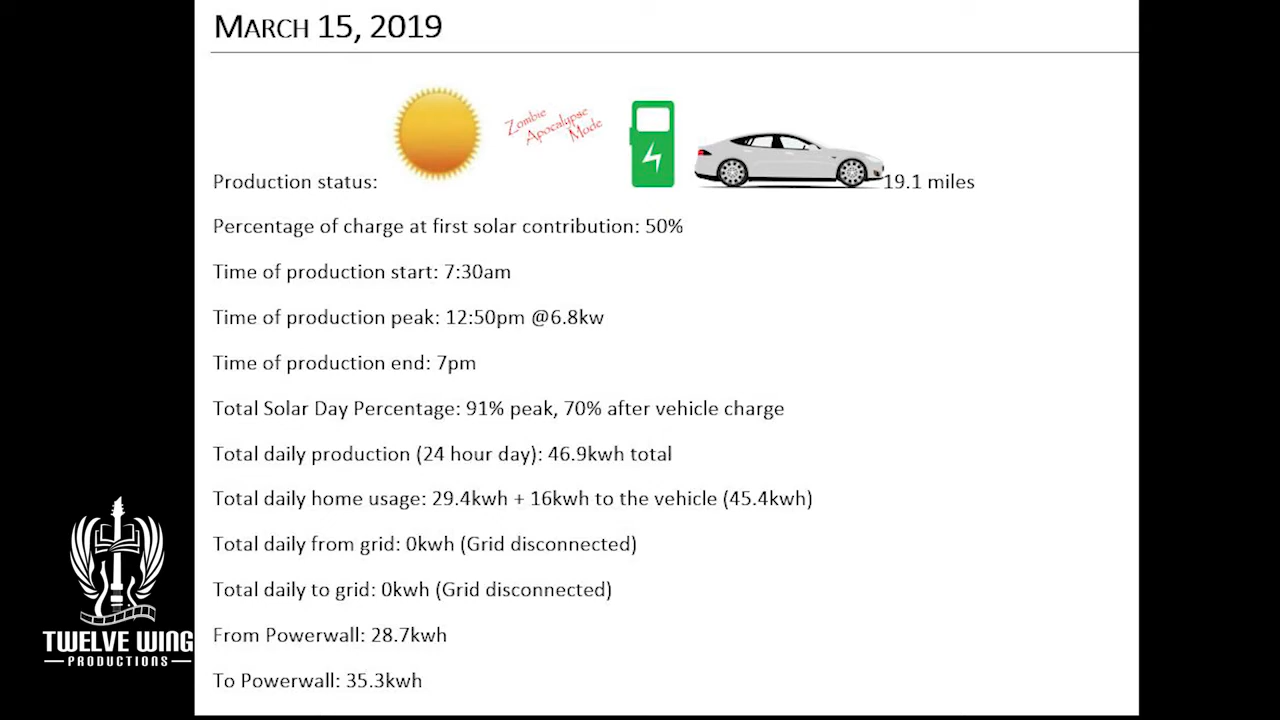 MARCH 15, 2019
Zombie
Apocalypse
Mode
Production status:
19.1 miles
Percentage of charge at first solar contribution: 50%
Time of production start: 7:30am
Time of production peak: 12:50pm @6.8kw
Time of production end: 7pm
Total Solar Day Percentage: 91% peak, 70% after vehicle charge
Total daily production (24 hour day): 46.9kwh total
Total daily home usage: 29.4kwh + 16kwh to the vehicle (45.4kwh)
Total daily from grid: 0kwh (Grid disconnected)
Total daily to grid: 0kwh (Grid disconnected)
From Powerwall: 28.7kwh
To Powerwall: 35.3kwh
TWELVE WING
PRODUCTIONS